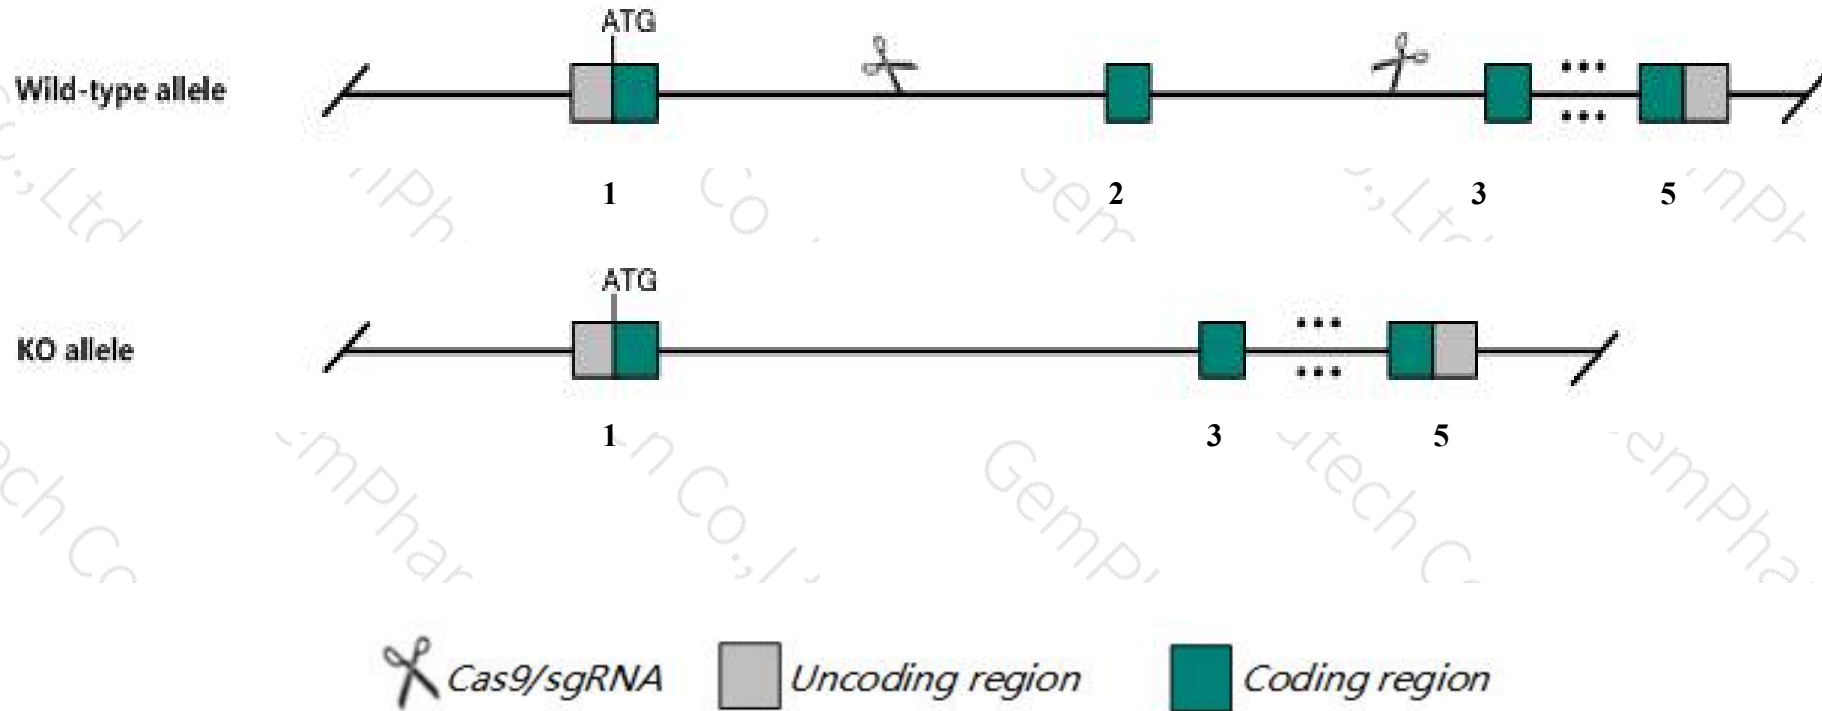 ATG
Wild-type allele
1 2 3 5
ATG
KO allele
1 3 5
Cas9/sgRNA Uncoding region Coding region